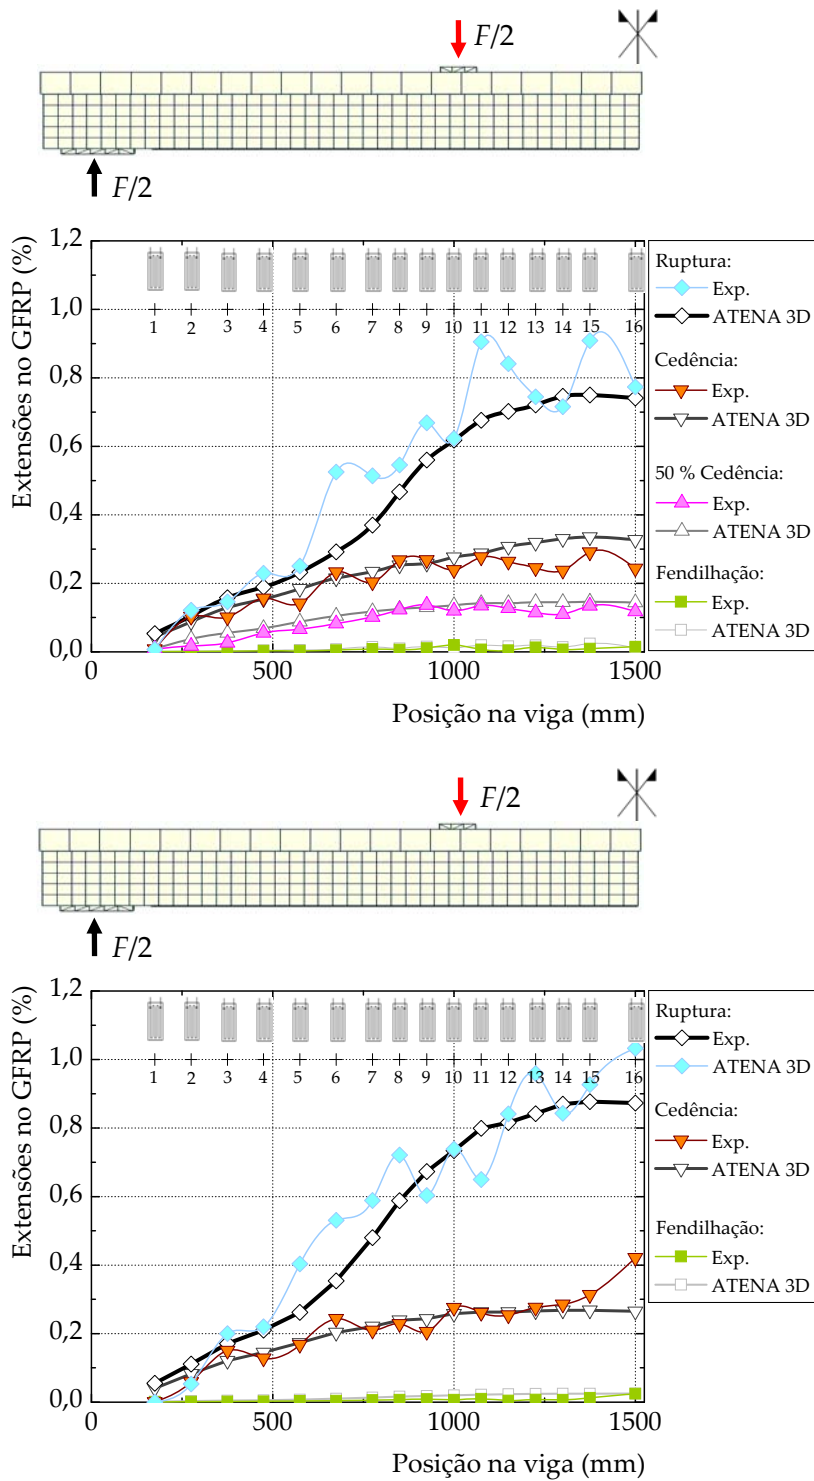 F/2
F/2
Extensões no GFRP (%)
1,2
1,0
0,8
0,6
0,4
0,2
0,0
1 2 3 4 5 6 7 8 9 10 11 12 13 14 15 16
0 500 1000 1500
Posição na viga (mm)
Ruptura:
Exp.
ATENA 3D
Cedência:
Exp.
ATENA 3D
50 % Cedência:
Exp.
ATENA 3D
Fendilhação:
Exp.
ATENA 3D
F/2
F/2
Extensões no GFRP (%)
1,2
1,0
0,8
0,6
0,4
0,2
0,0
1 2 3 4 5 6 7 8 9 10 11 12 13 14 15 16
0 500 1000 1500
Posição na viga (mm)
Ruptura:
Exp.
ATENA 3D
Cedência:
Exp.
ATENA 3D
Fendilhação:
Exp.
ATENA 3D